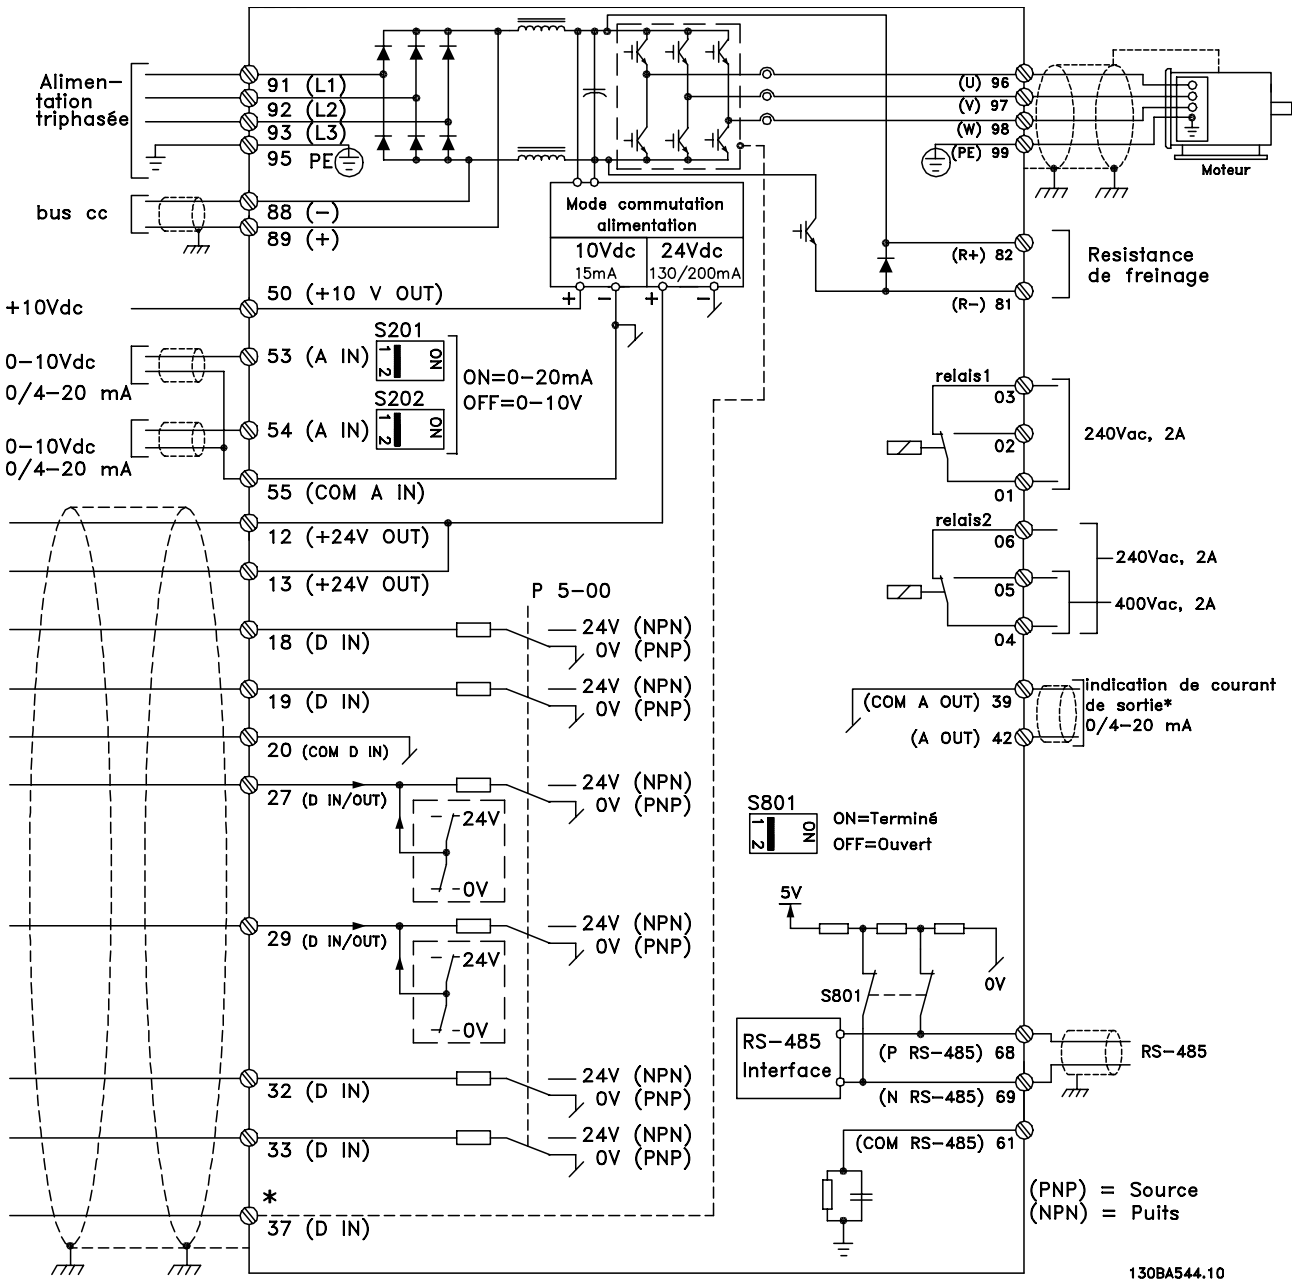 Alimen-
tation
triphasée
91 (L1)
92 (L2)
93 (L3)
95 PE
bus cc
88 (-)
89 (+)
+10Vdc
50 (+10 V OUT)
0-10Vdc
0/4-20 mA
53 (A IN)
S201
1 2
ON
ON=0-20mA
OFF=0-10V
S202
1 2
ON
0-10Vdc
0/4-20 mA
54 (A IN)
55 (COM A IN)
12 (+24V OUT)
13 (+24V OUT)
P 5-00
18 (D IN)
24V (NPN)
0V (PNP)
19 (D IN)
24V (NPN)
0V (PNP)
20 (COM D IN)
27 (D IN/OUT)
24V (NPN)
0V (PNP)
24V
0V
29 (D IN/OUT)
24V (NPN)
0V (PNP)
24V
0V
32 (D IN)
24V (NPN)
0V (PNP)
33 (D IN)
24V (NPN)
0V (PNP)
*
37 (D IN)
Mode commutation
alimentation
10Vdc
15mA
24Vdc
130/200mA
+ - + -
(U) 96
(V) 97
(W) 98
(PE) 99
Moteur
(R+) 82
(R-) 81
Resistance
de freinage
relais1
03
02
01
240Vac, 2A
relais2
06
05
04
240Vac, 2A
400Vac, 2A
(COM A OUT) 39
(A OUT) 42
indication de courant
de sortie*
0/4-20 mA
S801
1 2
ON
ON=Terminé
OFF=Ouvert
5V
0V
S801
RS-485
Interface
(P RS-485) 68
(N RS-485) 69
RS-485
(COM RS-485) 61
(PNP) = Source
(NPN) = Puits
130BA544.10